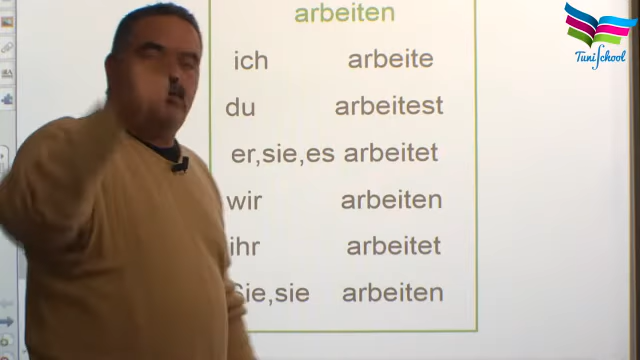 arbeiten
TuniSchool
ich arbeite
du arbeitest
er,sie,es arbeitet
wir arbeiten
ihr arbeitet
Sie,sie arbeiten